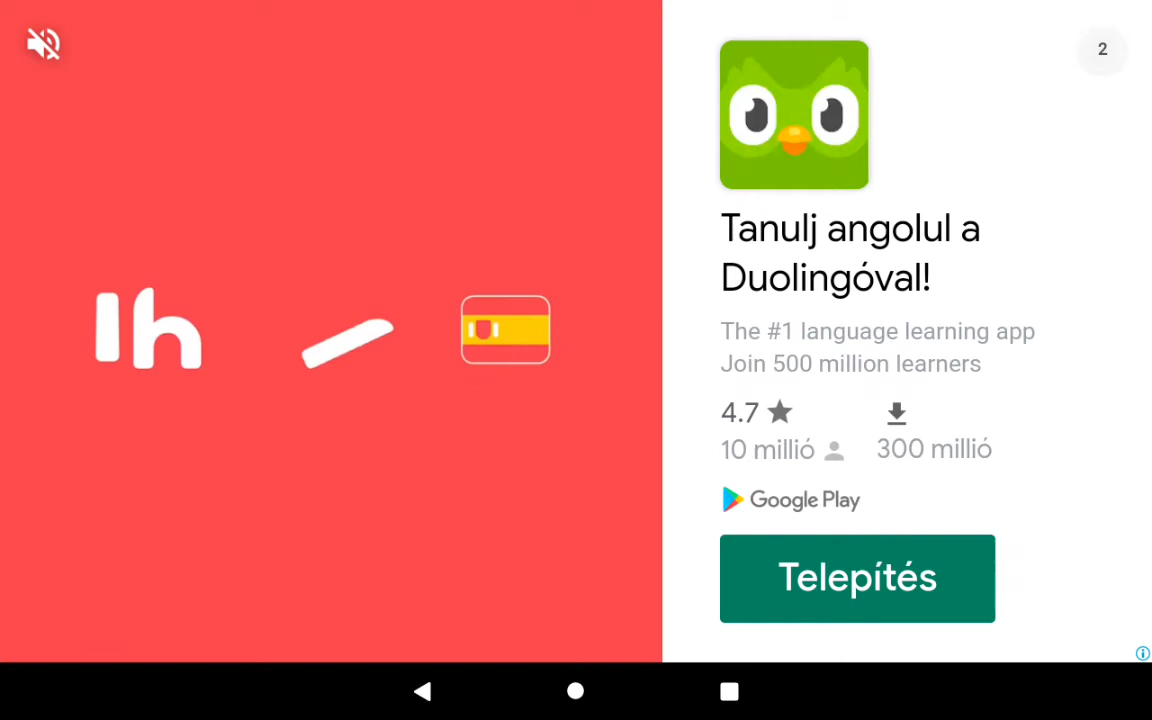 1h
2
Tanulj angolul a
Duolingóval!
The #1 language learning app
Join 500 million learners
4.7
10 millió 300 millió
Google Play
Telepítés